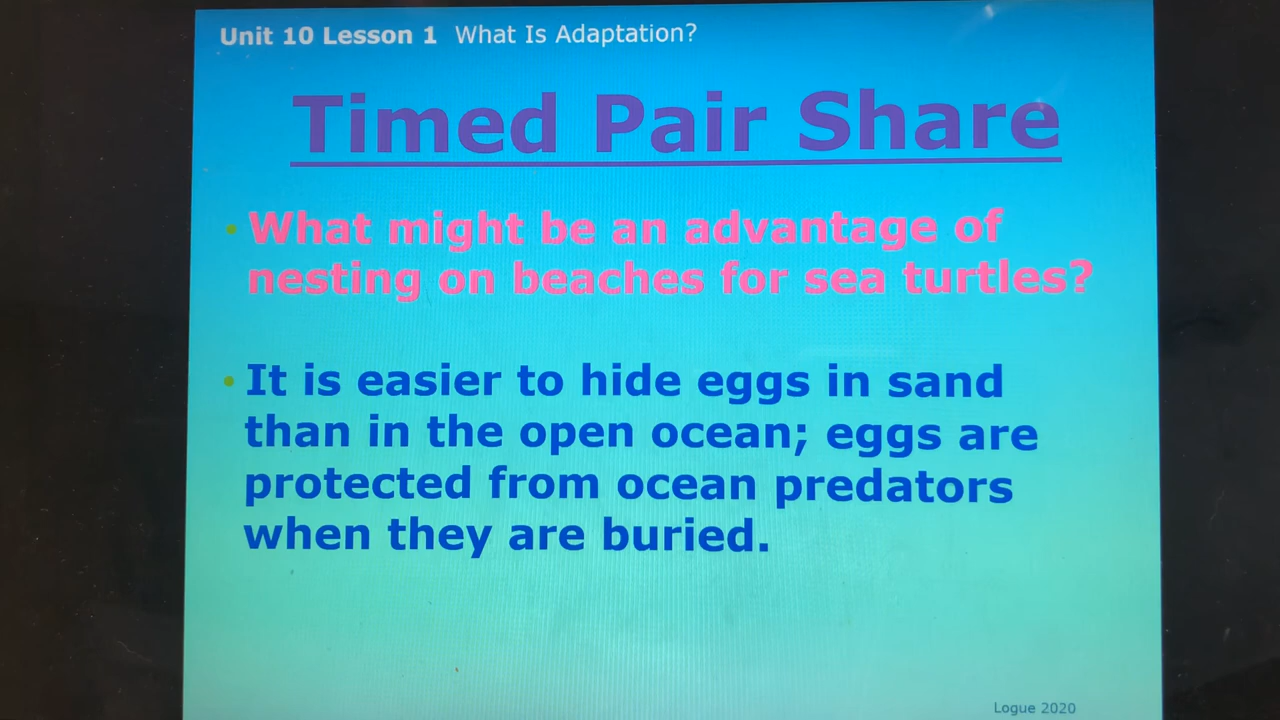 Unit 10 Lesson 1 What Is Adaptation?
Timed Pair Share
• What might be an advantage of
nesting on beaches for sea turtles?
• It is easier to hide eggs in sand
than in the open ocean; eggs are
protected from ocean predators
when they are buried.
Logue 2020